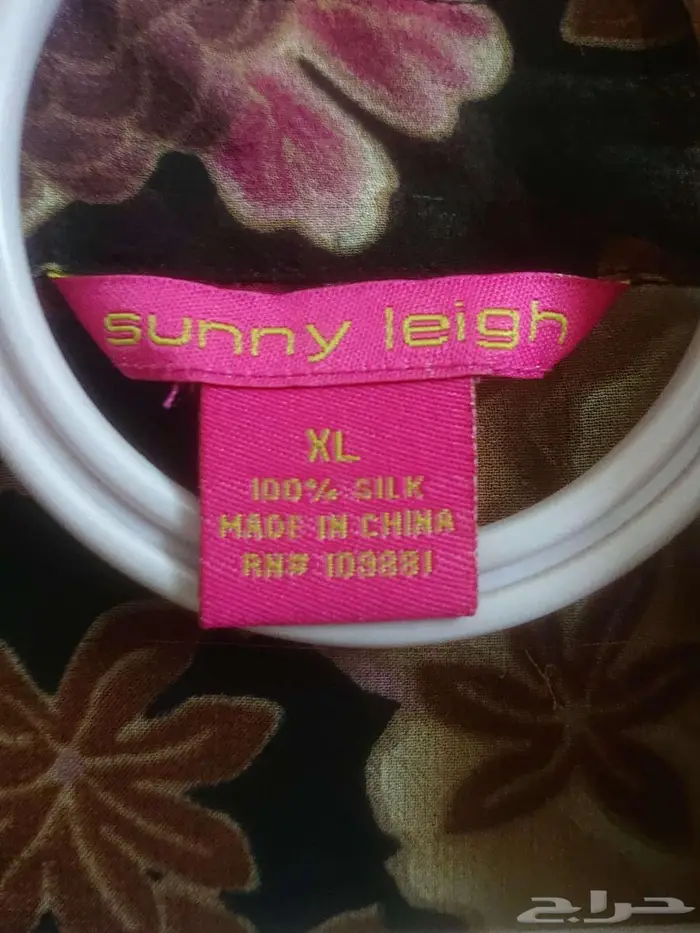 sunny leigh
XL
100% SILK
MADE IN CHINA
RN# 109881
حراج